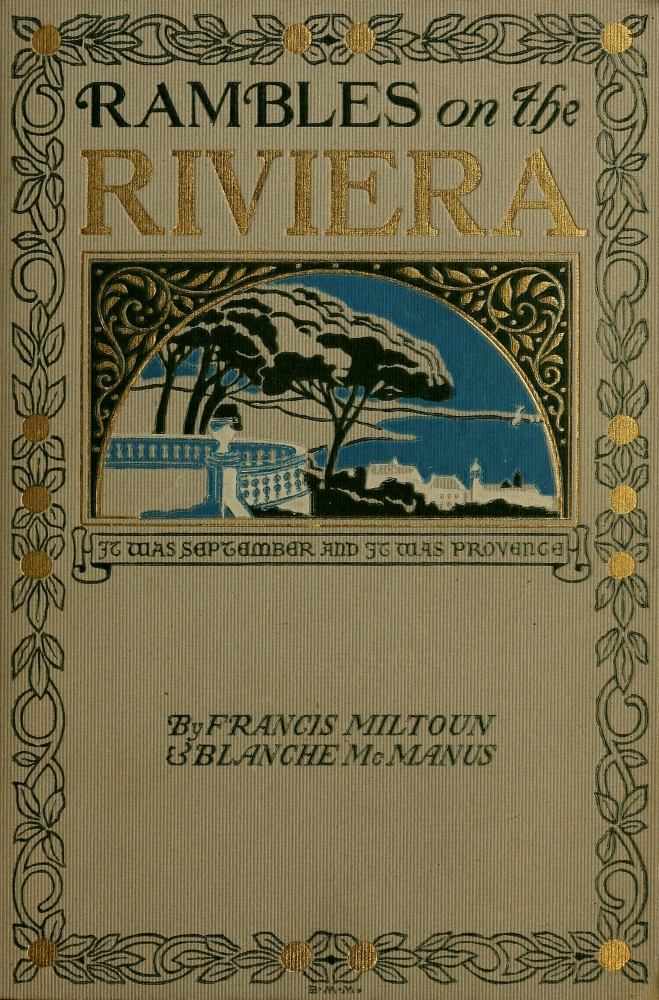 RAMBLES on the
RIVIERA
IT WAS SEPTEMBER AND IT WAS PROVENCE
By FRANCIS MILTOUN
& BLANCHE McMANUS
B·M·M·